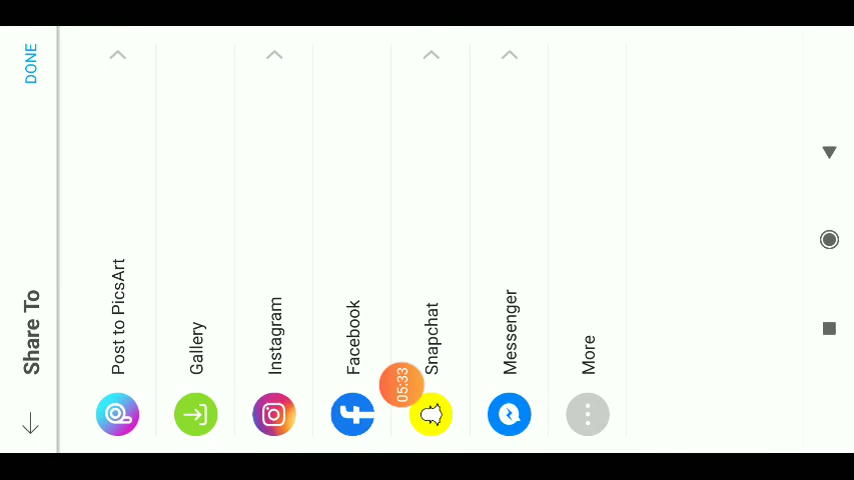 Share To
DONE
Post to PicsArt
Gallery
Instagram
Facebook
05:33
Snapchat
Messenger
More